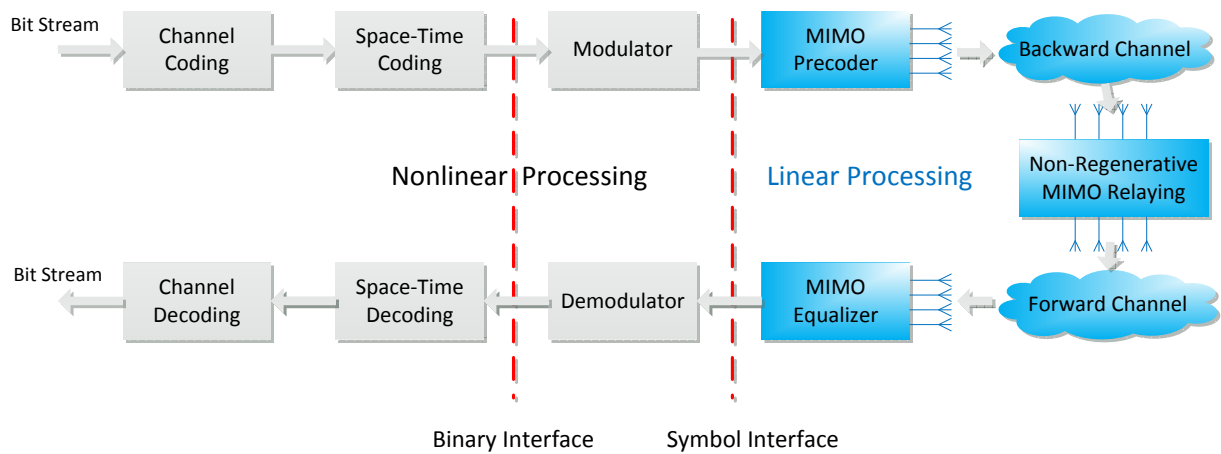 Bit Stream
Channel
Coding
Space-Time
Coding
Modulator
MIMO
Precoder
Backward Channel
Nonlinear Processing
Linear Processing
Non-Regenerative
MIMO Relaying
Bit Stream
Channel
Decoding
Space-Time
Decoding
Demodulator
MIMO
Equalizer
Forward Channel
Binary Interface
Symbol Interface